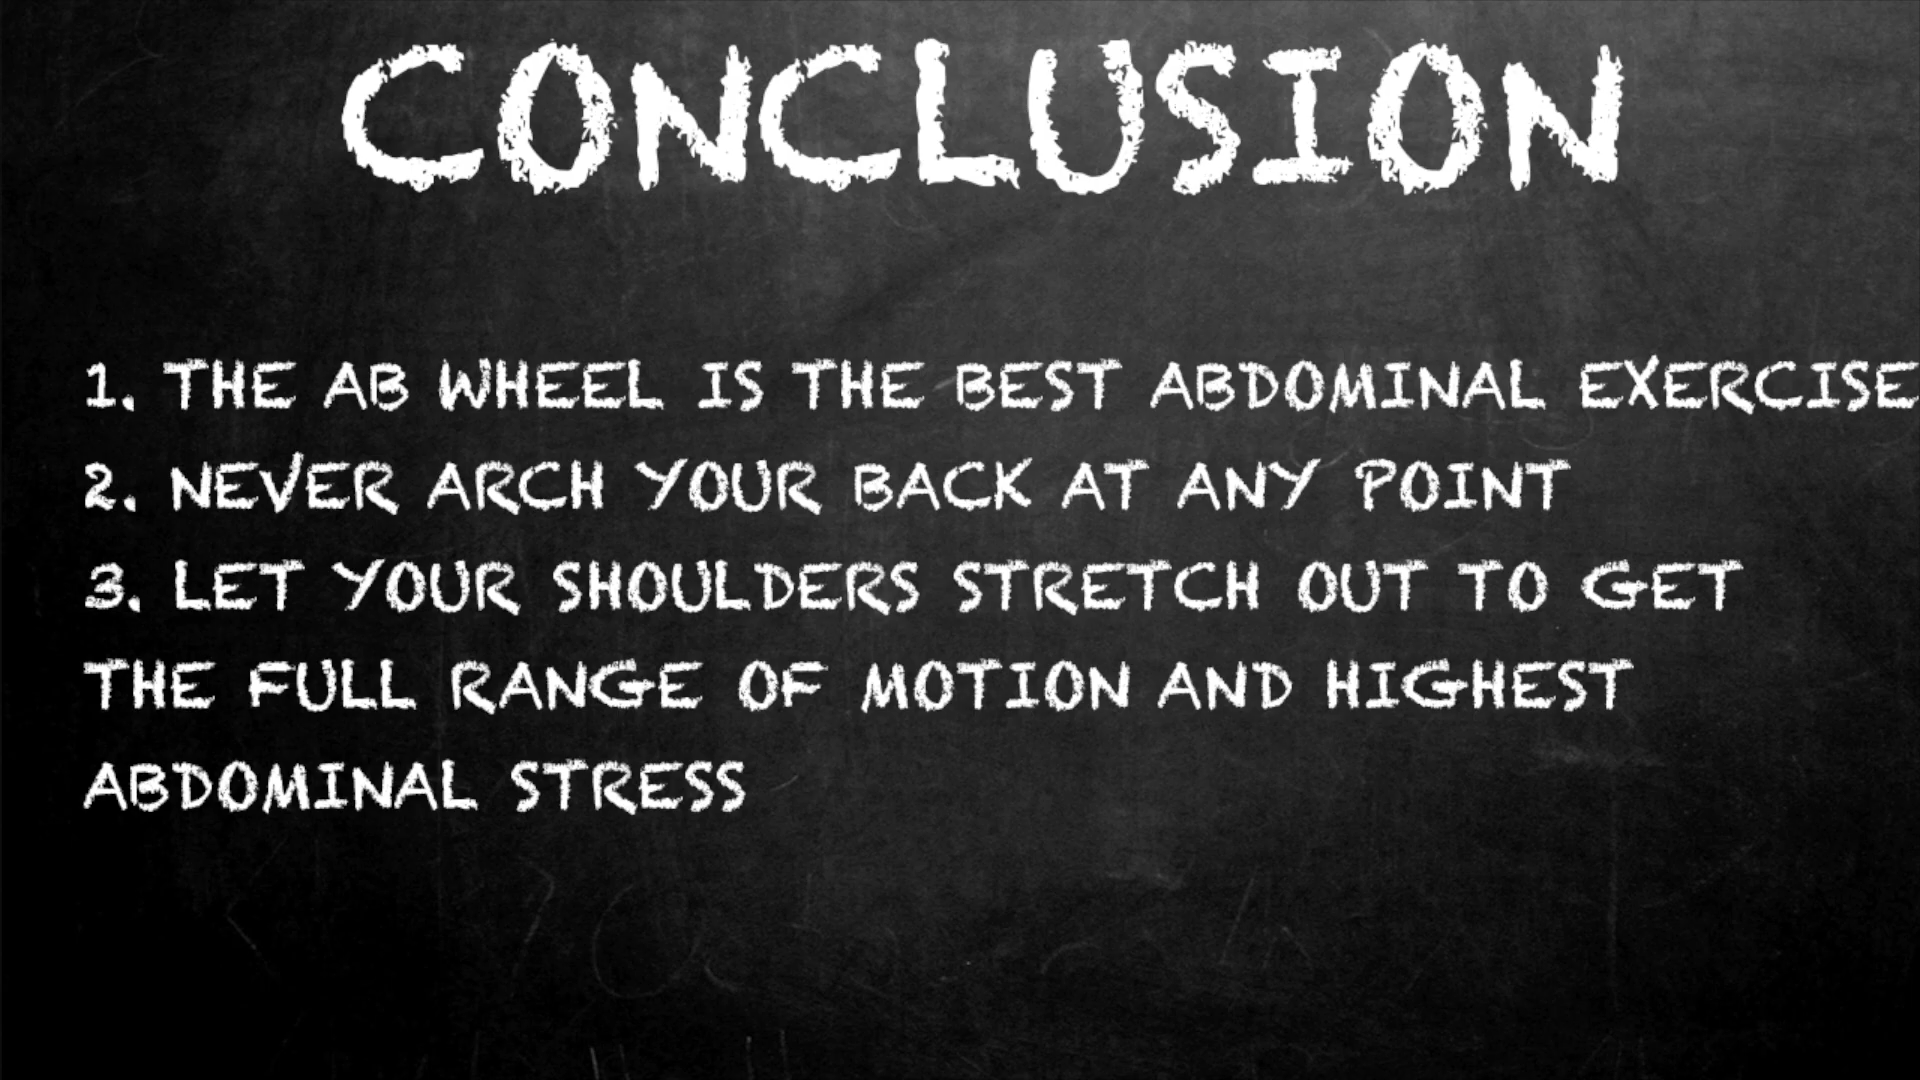 CONCLUSION
1. THE AB WHEEL IS THE BEST ABDOMINAL EXERCISE
2. NEVER ARCH YOUR BACK AT ANY POINT
3. LET YOUR SHOULDERS STRETCH OUT TO GET
THE FULL RANGE OF MOTION AND HIGHEST
ABDOMINAL STRESS